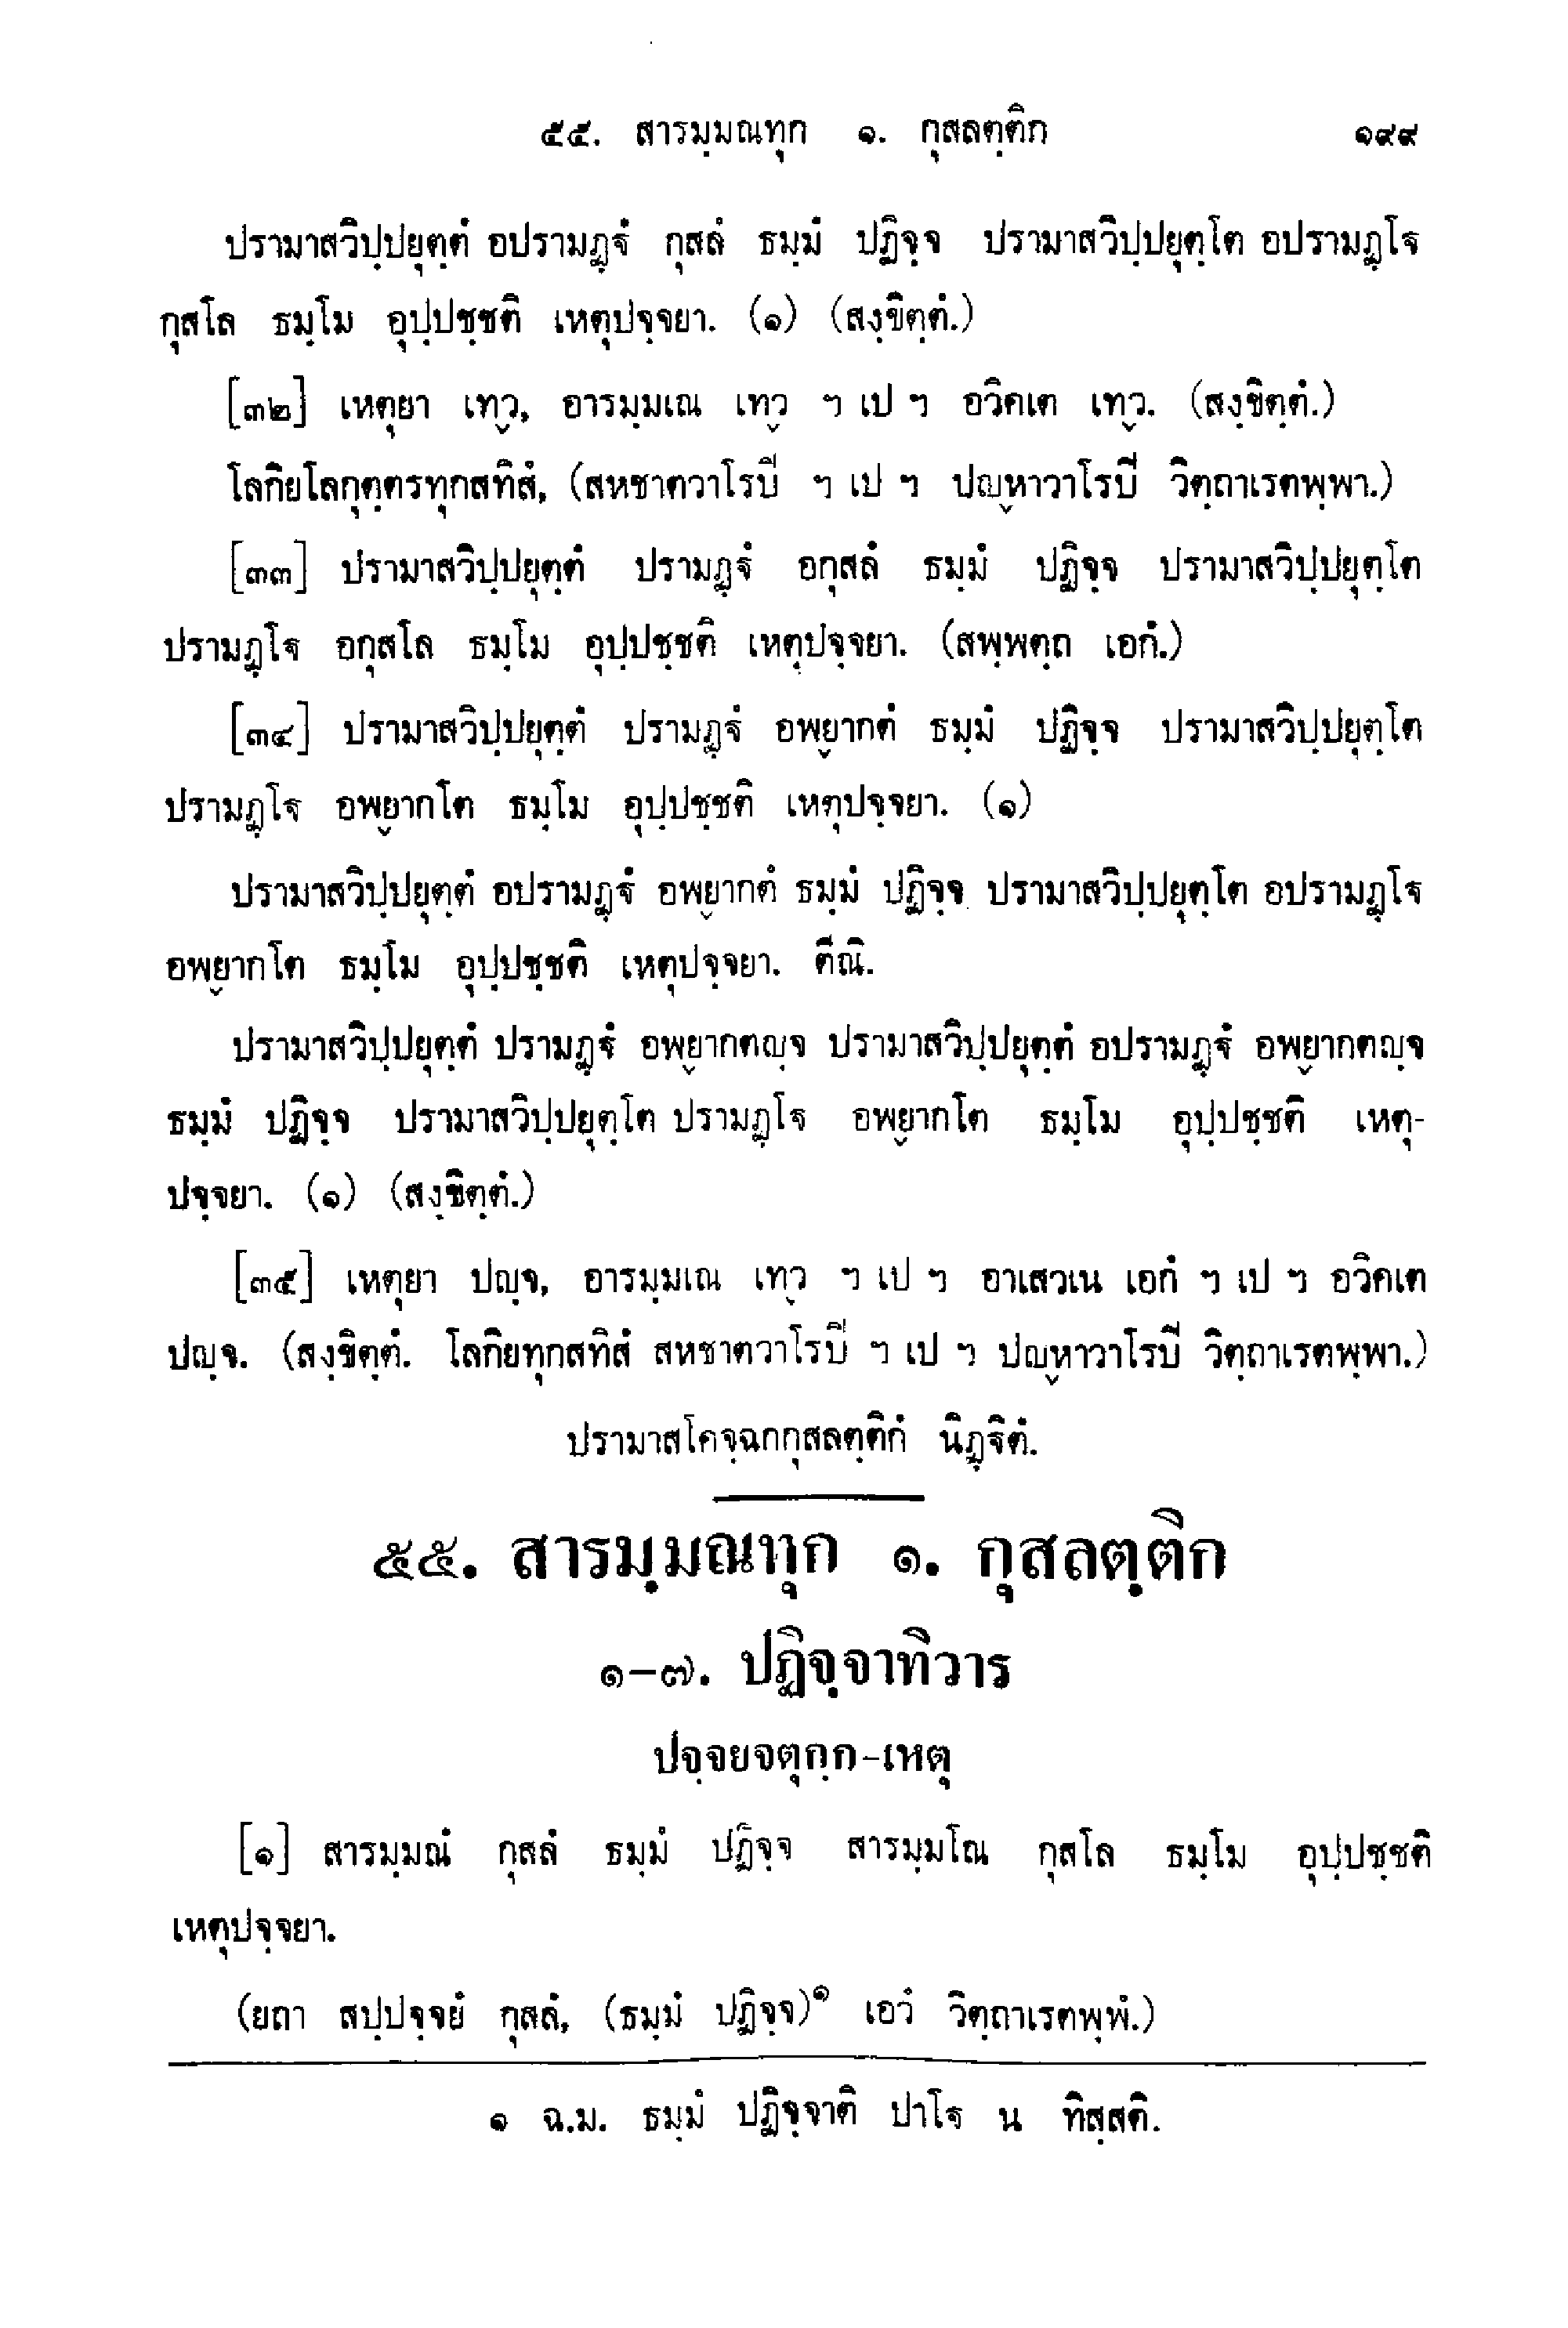 ๕๕. สารมฺมณทุก ๑. กุสลตฺติก ๑๙๙
ปรามาสวิปฺปยุตฺตํ อปรามฏฺฐํ กุสลํ ธมฺมํ ปฏิจฺจ ปรามาสวิปฺปยุตฺโต อปรามฏฺโฐ
กุสโล ธมฺโม อุปฺปชฺชติ เหตุปจฺจยา. (๑) (สงฺขิตฺตํ.)
[๓๒] เหตุยา เทฺว, อารมฺมเณ เทฺว ฯ เป ฯ อวิคเต เทฺว. (สงฺขิตฺตํ.)
โลกิยโลกุตฺตรทุกสทิสํ, (สหชาตวาโรปิ ฯ เป ฯ ปญฺหาวาโรปิ วิตฺถาเรตพฺพา.)
[๓๓] ปรามาสวิปฺปยุตฺตํ ปรามฏฺฐํ อกุสลํ ธมฺมํ ปฏิจฺจ ปรามาสวิปฺปยุตฺโต
ปรามฏฺโฐ อกุสโล ธมฺโม อุปฺปชฺชติ เหตุปจฺจยา. (สพฺพตฺถ เอกํ.)
[๓๔] ปรามาสวิปฺปยุตฺตํ ปรามฏฺฐํ อพฺยากตํ ธมฺมํ ปฏิจฺจ ปรามาสวิปฺปยุตฺโต
ปรามฏฺโฐ อพฺยากโต ธมฺโม อุปฺปชฺชติ เหตุปจฺจยา. (๑)
ปรามาสวิปฺปยุตฺตํ อปรามฏฺฐํ อพฺยากตํ ธมฺมํ ปฏิจฺจ ปรามาสวิปฺปยุตฺโต อปรามฏฺโฐ
อพฺยากโต ธมฺโม อุปฺปชฺชติ เหตุปจฺจยา. ตีณิ.
ปรามาสวิปฺปยุตฺตํ ปรามฏฺฐํ อพฺยากตญฺจ ปรามาสวิปฺปยุตฺตํ อปรามฏฺฐํ อพฺยากตญฺจ
ธมฺมํ ปฏิจฺจ ปรามาสวิปฺปยุตฺโต ปรามฏฺโฐ อพฺยากโต ธมฺโม อุปฺปชฺชติ เหตุ-
ปจฺจยา. (๑) (สงฺขิตฺตํ.)
[๓๕] เหตุยา ปญฺจ, อารมฺมเณ เทฺว ฯ เป ฯ อาเสวเน เอกํ ฯ เป ฯ อวิคเต
ปญฺจ. (สงฺขิตฺตํ. โลกิยทุกสทิสํ สหชาตวาโรปิ ฯ เป ฯ ปญฺหาวาโรปิ วิตฺถาเรตพฺพา.)
ปรามาสโคจฺฉกกุสลตฺติกํ นิฏฺฐิตํ.
๕๕. สารมฺมณทุก ๑. กุสลตฺติก
๑-๗. ปฏิจฺจาทิวาร
ปจฺจยจตุกฺก-เหตุ
[๑] สารมฺมณํ กุสลํ ธมฺมํ ปฏิจฺจ สารมฺมโณ กุสโล ธมฺโม อุปฺปชฺชติ
เหตุปจฺจยา.
(ยถา สปฺปจฺจยํ กุสลํ, (ธมฺมํ ปฏิจฺจ)๑ เอวํ วิตฺถาเรตพฺพํ.)
๑ ฉ.ม. ธมฺมํ ปฏิจฺจาติ ปาโฐ น ทิสฺสติ.